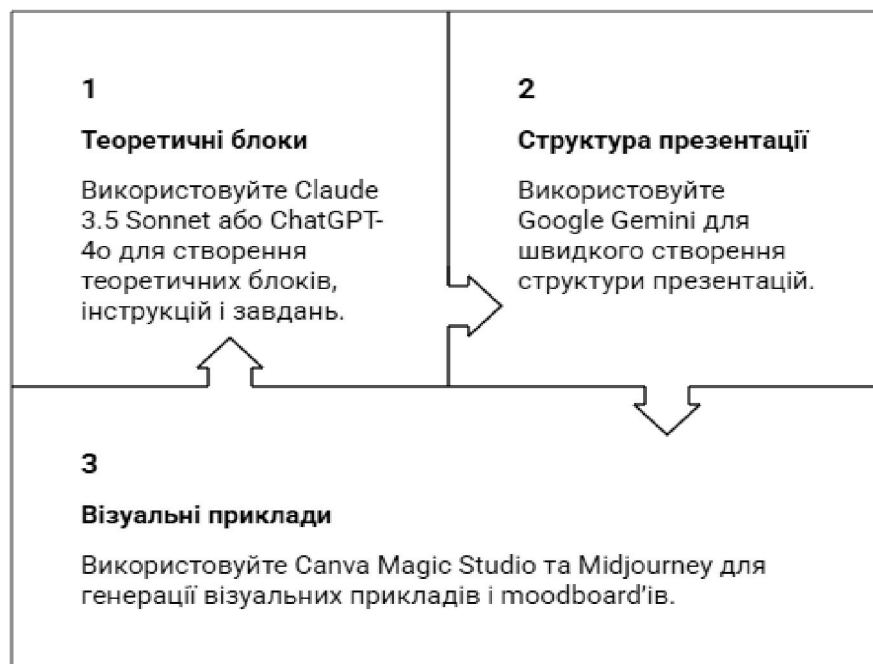 1
Теоретичні блоки
Використовуйте Claude
3.5 Sonnet або ChatGPT-
4o для створення
теоретичних блоків,
інструкцій і завдань.
2
Структура презентації
Використовуйте
Google Gemini для
швидкого створення
структури презентацій.
3
Візуальні приклади
Використовуйте Canva Magic Studio та Midjourney для
генерації візуальних прикладів і moodboard'ів.